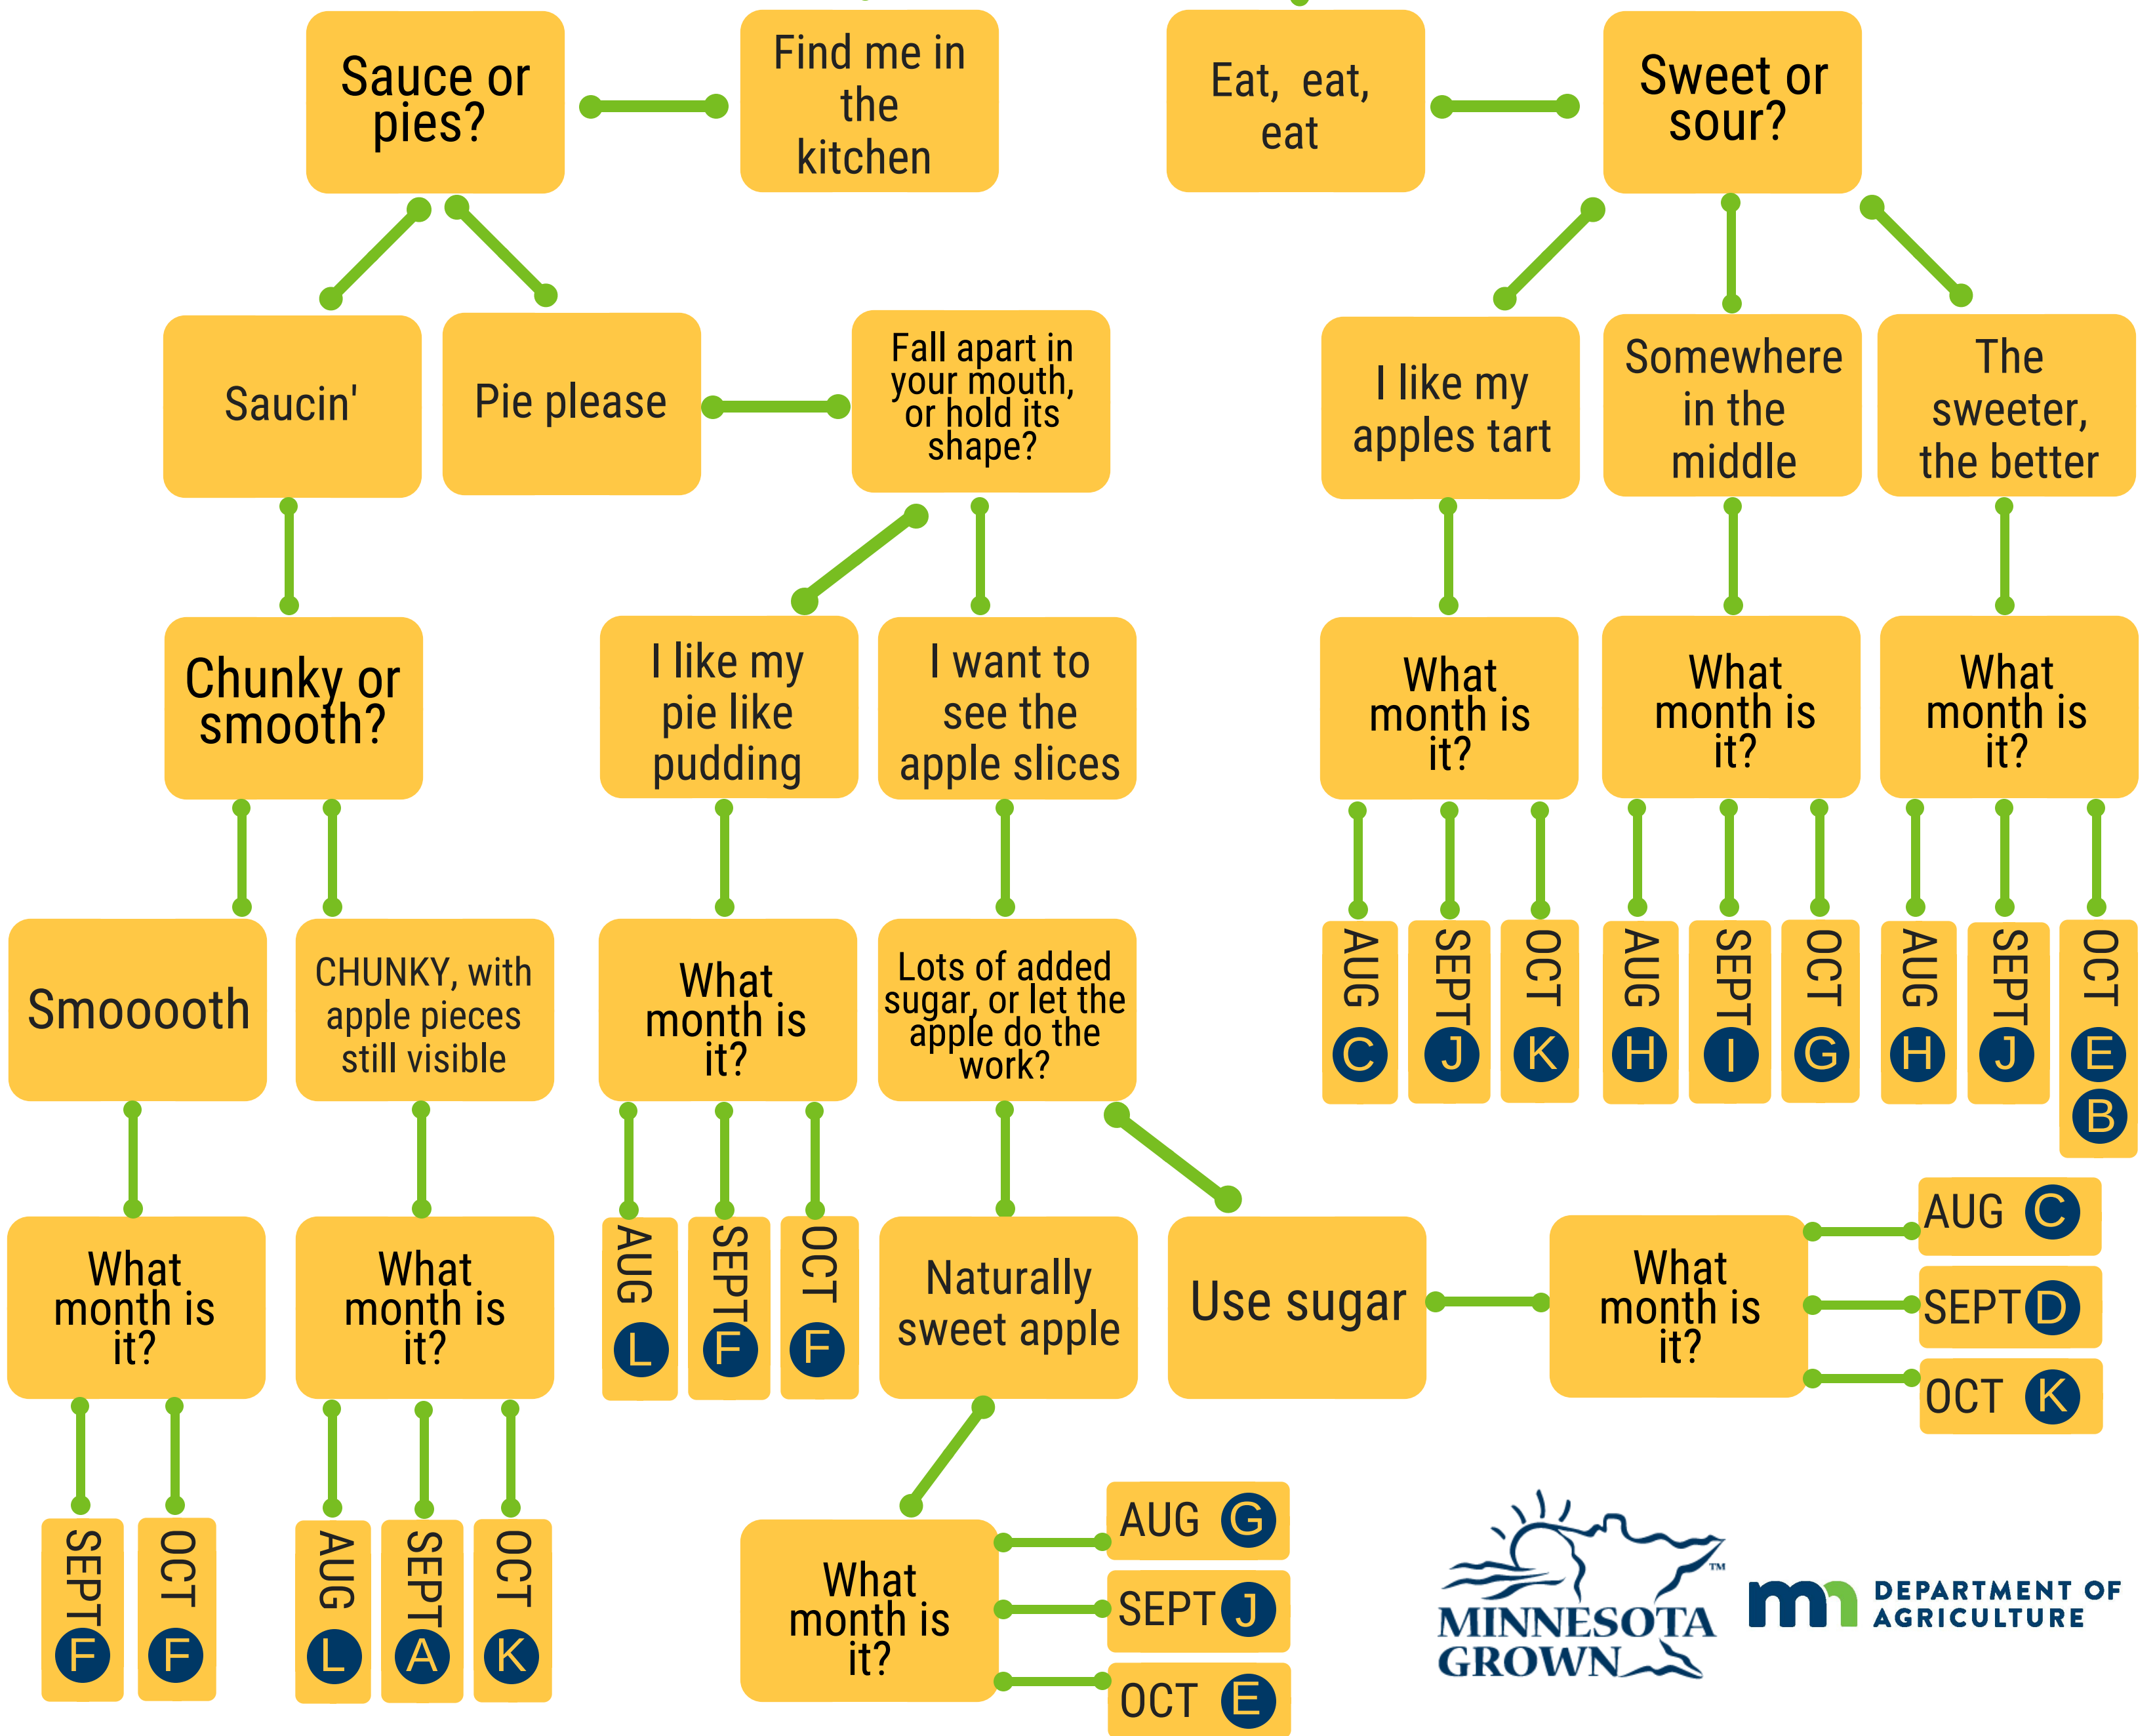 Sauce or
pies?
Find me in
the
kitchen
Eat, eat,
eat
Sweet or
sour?
Saucin'
Pie please
Fall apart in
your mouth,
or hold its
shape?
I like my
apples tart
Somewhere
in the
middle
The
sweeter,
the better
Chunky or
smooth?
I like my
pie like
pudding
I want to
see the
apple slices
What
month is
it?
What
month is
it?
What
month is
it?
Smooooth
CHUNKY, with
apple pieces
still visible
What
month is
it?
Lots of added
sugar, or let the
apple do the
work?
AUG C
SEPT J
OCT K
AUG H
SEPT I
OCT G
AUG H
SEPT J
OCT E
B
What
month is
it?
What
month is
it?
AUG L
SEPT F
OCT F
Naturally
sweet apple
Use sugar
What
month is
it?
AUG C
SEPT D
OCT K
SEPT F
OCT F
AUG L
SEPT A
OCT K
What
month is
it?
AUG G
SEPT J
OCT E
MINNESOTA
GROWN
TM
mn
DEPARTMENT OF
AGRICULTURE